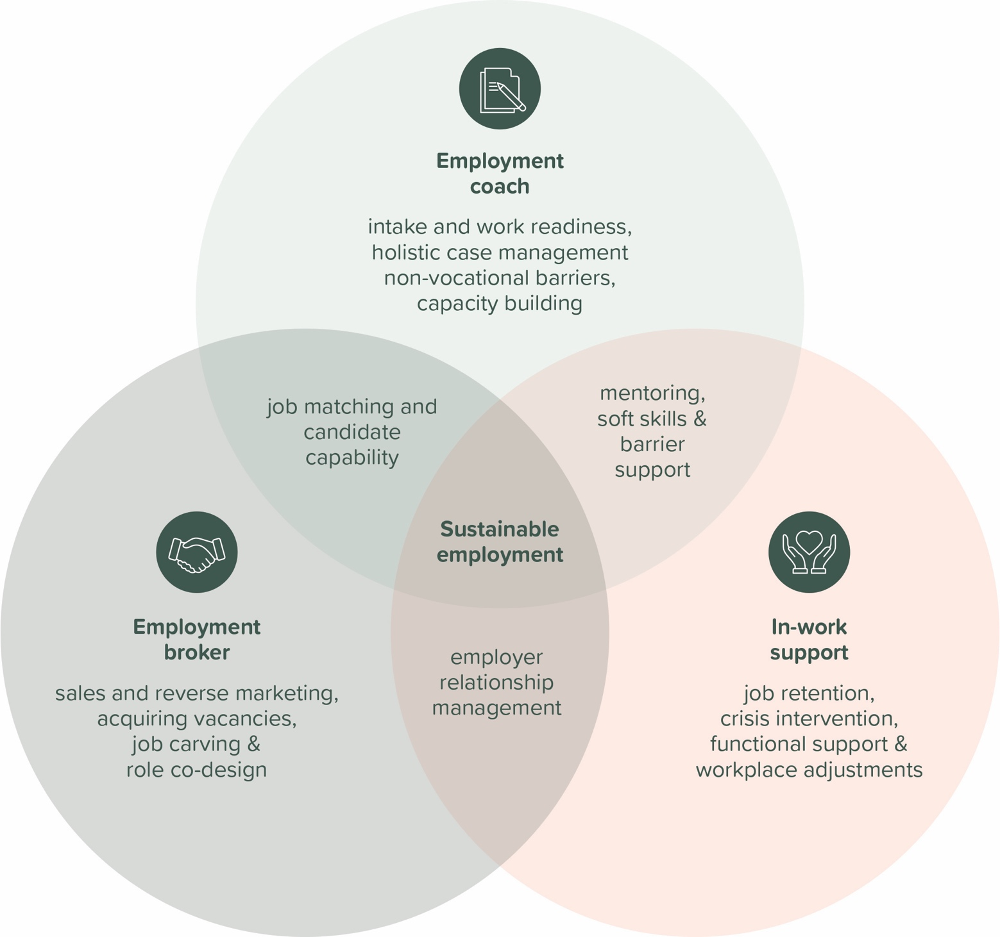 Employment
coach
intake and work readiness,
holistic case management
non-vocational barriers,
capacity building
job matching and
candidate
capability
mentoring,
soft skills &
barrier
support
Sustainable
employment
Employment
broker
sales and reverse marketing,
acquiring vacancies,
job carving &
role co-design
employer
relationship
management
In-work
support
job retention,
crisis intervention,
functional support &
workplace adjustments